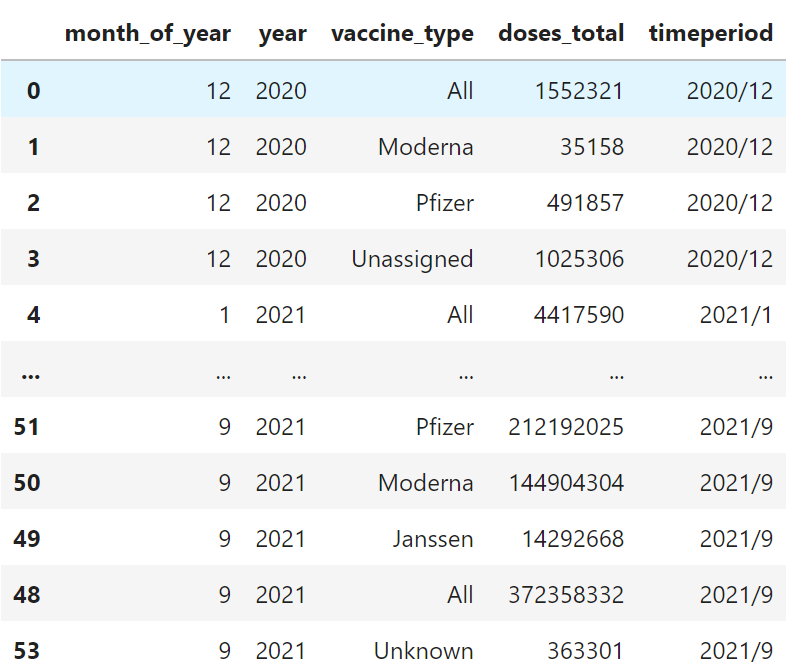 month_of_year year vaccine_type doses_total timeperiod
0 12 2020 All 1552321 2020/12
1 12 2020 Moderna 35158 2020/12
2 12 2020 Pfizer 491857 2020/12
3 12 2020 Unassigned 1025306 2020/12
4 1 2021 All 4417590 2021/1
... ... ... ... ... ...
51 9 2021 Pfizer 212192025 2021/9
50 9 2021 Moderna 144904304 2021/9
49 9 2021 Janssen 14292668 2021/9
48 9 2021 All 372358332 2021/9
53 9 2021 Unknown 363301 2021/9